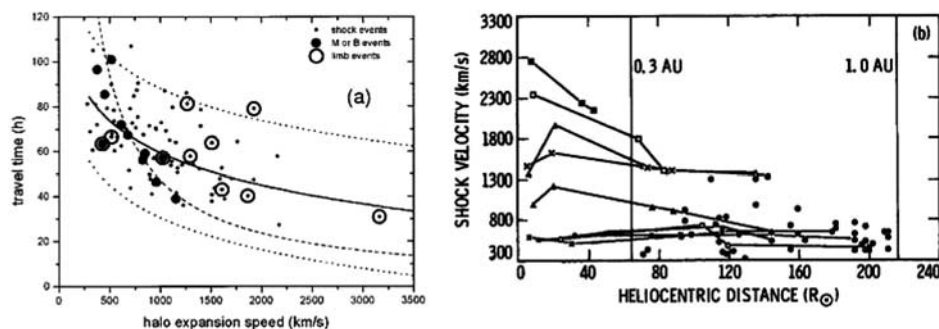 (a)
shock events
M or B events
limb events
travel time (h)
120
100
80
60
40
20
0
0 500 1000 1500 2000 2500 3000 3500
halo expansion speed (km/s)
(b)
0.3 AU
1.0 AU
SHOCK VELOCITY (km/s)
3300
2800
2300
1800
1300
800
300
0 40 80 120 160 200 240
HELIOCENTRIC DISTANCE (R⊙)